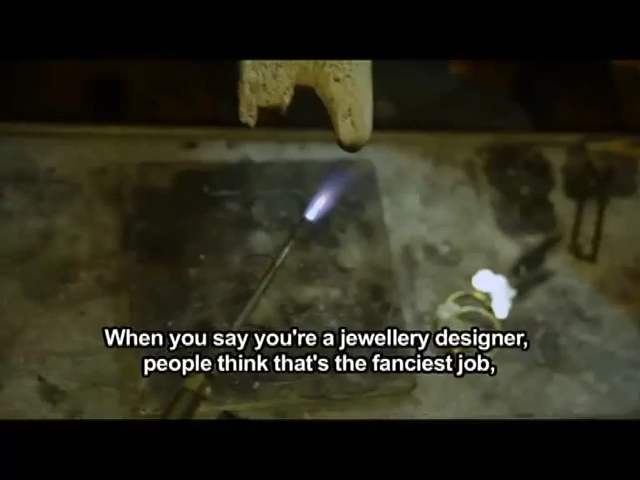 When you say you're a jewellery designer,
people think that's the fanciest job,